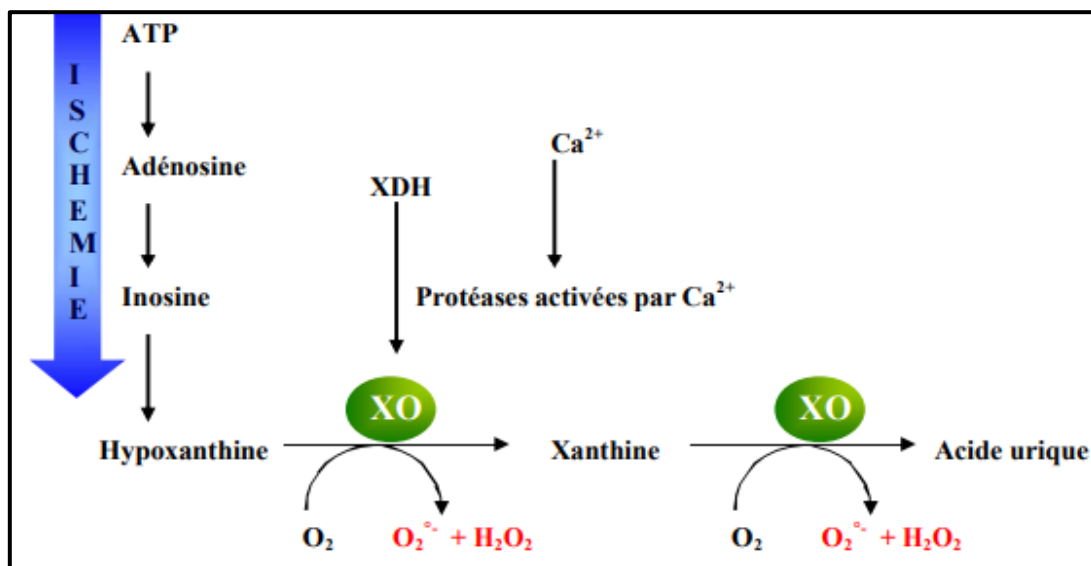 ISCHEMIE
ATP
Adénosine
Ca²⁺
XDH
Inosine
Protéases activées par Ca²⁺
XO
XO
Hypoxanthine
Xanthine
Acide urique
O₂
O₂°⁻ + H₂O₂
O₂
O₂°⁻ + H₂O₂